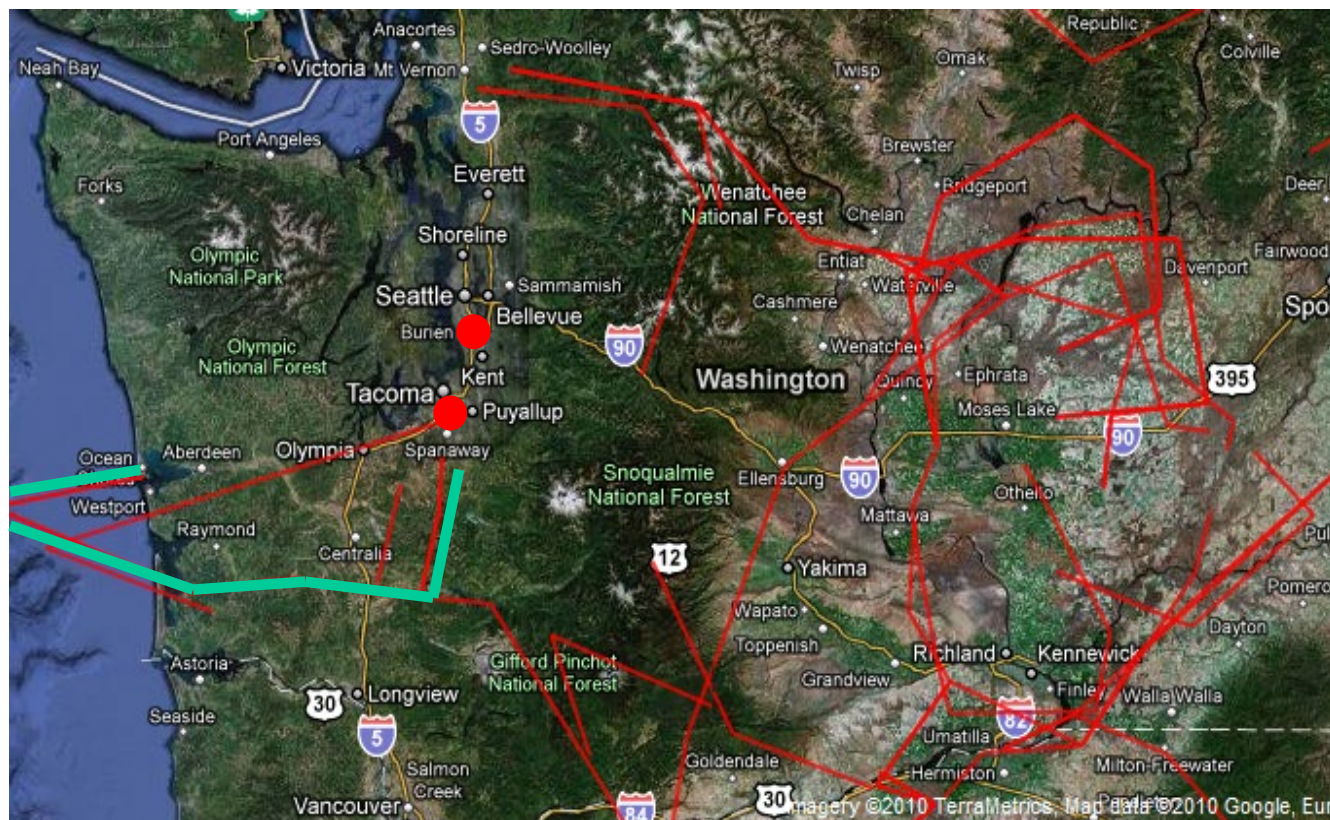 Republic
Anacortes
Sedro-Woolley
Colville
Omak
Neah Bay
Victoria
Mt Vernon
Twisp
5
Port Angeles
Brewster
Everett
Forks
Bridgeport
Deer
Wenatchee
National Forest
Chelan
Shoreline
Olympic
National Park
Entiat
Davenport
Fairwood
Seattle
Sammamish
Waterville
Cashmere
Bellevue
Spo
Burien
Olympic
National Forest
90
Wenatchee
Kent
Washington
Quincy
Ephrata
395
Tacoma
Puyallup
Moses Lake
90
Olympia
Spanaway
Ocean
Aberdeen
Snoqualmie
National Forest
Ellensburg
90
Othello
Westport
Mattawa
Raymond
Centralia
12
Pul
Yakima
Pomero
Wapato
Toppenish
Dayton
Astoria
Gifford Pinchot
National Forest
Richland
Kennewick
Grandview
Finley
Walla Walla
30
Longview
Seaside
82
5
Umatilla
Goldendale
Salmon
Creek
Hermiston
Milton-Freewater
Vancouver
84
30
Imagery ©2010 TerraMetrics, Map data ©2010 Google, Eur